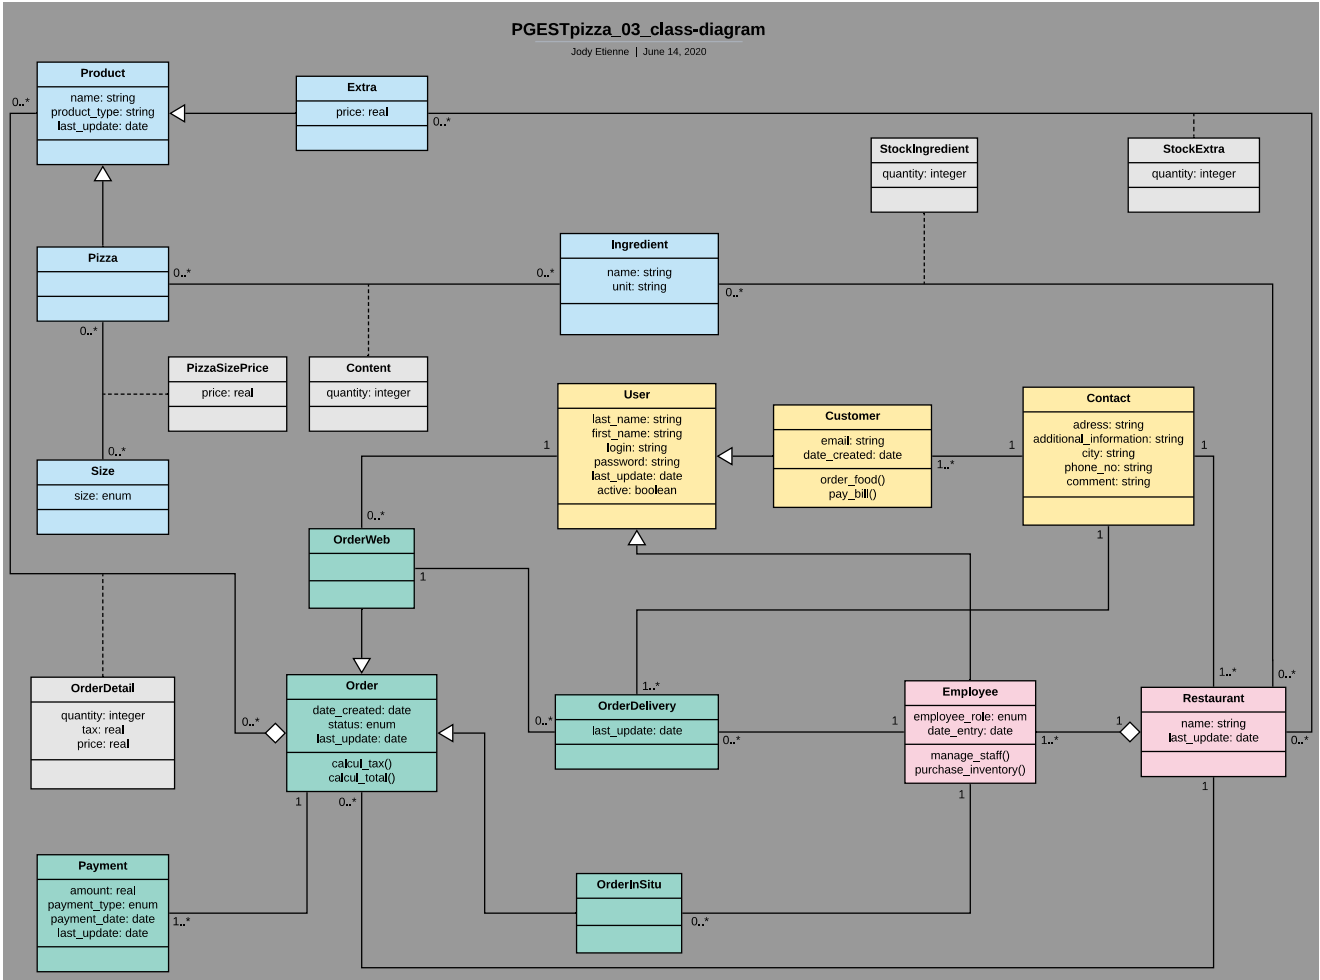 PGESTpizza_03_class-diagram
Jody Etienne | June 14, 2020
Product
name: string
product_type: string
last_update: date
0..*
Extra
price: real
0..*
StockIngredient
quantity: integer
StockExtra
quantity: integer
Pizza
0..*
0..*
Ingredient
name: string
unit: string
0..*
0..*
PizzaSizePrice
price: real
Content
quantity: integer
0..*
Size
size: enum
User
last_name: string
first_name: string
login: string
password: string
last_update: date
active: boolean
1
Customer
email: string
date_created: date
order_food()
pay_bill()
1..*
1
Contact
adress: string
additional_information: string
city: string
phone_no: string
comment: string
1
1
0..*
OrderWeb
1
OrderDetail
quantity: integer
tax: real
price: real
0..*
Order
date_created: date
status: enum
last_update: date
calcul_tax()
calcul_total()
1
0..*
1..*
OrderDelivery
last_update: date
0..*
0..*
1
Employee
employee_role: enum
date_entry: date
manage_staff()
purchase_inventory()
1..*
1
1
1..*
0..*
Restaurant
name: string
last_update: date
0..*
1
Payment
amount: real
payment_type: enum
payment_date: date
last_update: date
1..*
OrderInSitu
0..*